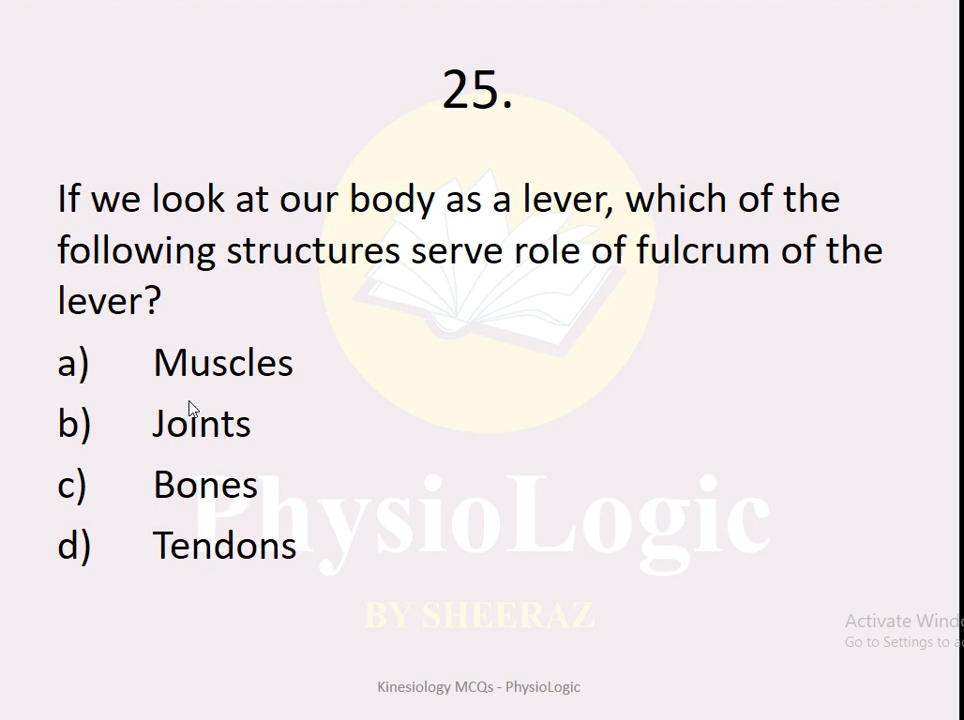 25.
If we look at our body as a lever, which of the
following structures serve role of fulcrum of the
lever?
a) Muscles
b) Joints
c) Bones
d) Tendons
PhysioLogic
BY SHEERAZ
Activate Wind
Go to Settings to a
Kinesiology MCQs - PhysioLogic